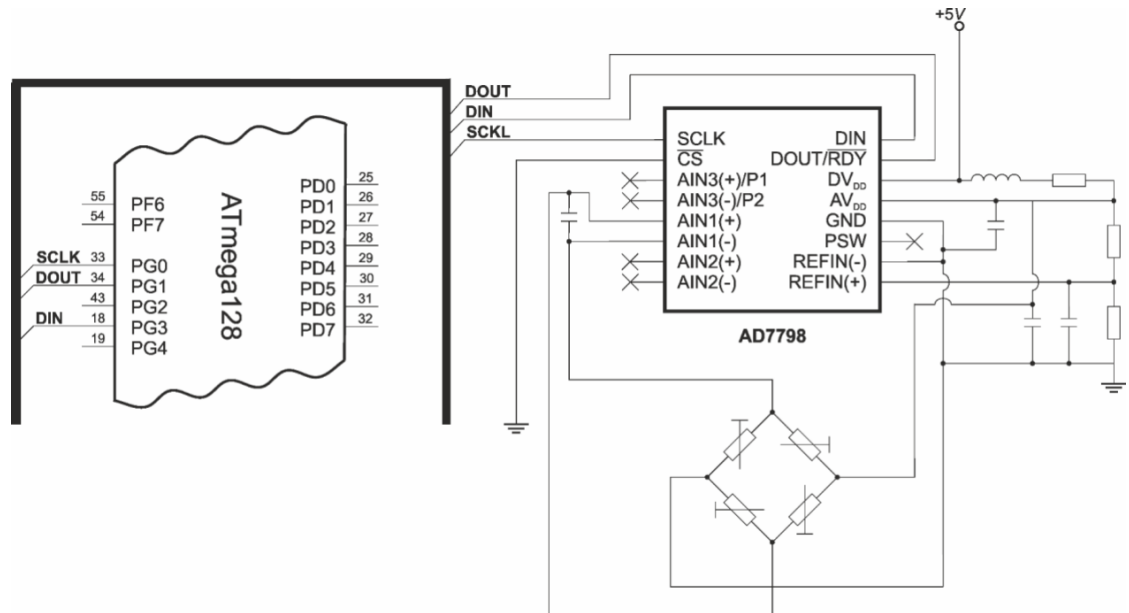 +5V
DOUT
DIN
SCKL
ATmega128
55 PF6
54 PF7
SCLK 33 PG0
DOUT 34 PG1
43 PG2
DIN 18 PG3
19 PG4
PD0 25
PD1 26
PD2 27
PD3 28
PD4 29
PD5 30
PD6 31
PD7 32
SCLK
CS
AIN3(+)/P1
AIN3(-)/P2
AIN1(+)
AIN1(-)
AIN2(+)
AIN2(-)
DIN
DOUT/RDY
DVDD
AVDD
GND
PSW
REFIN(-)
REFIN(+)
AD7798